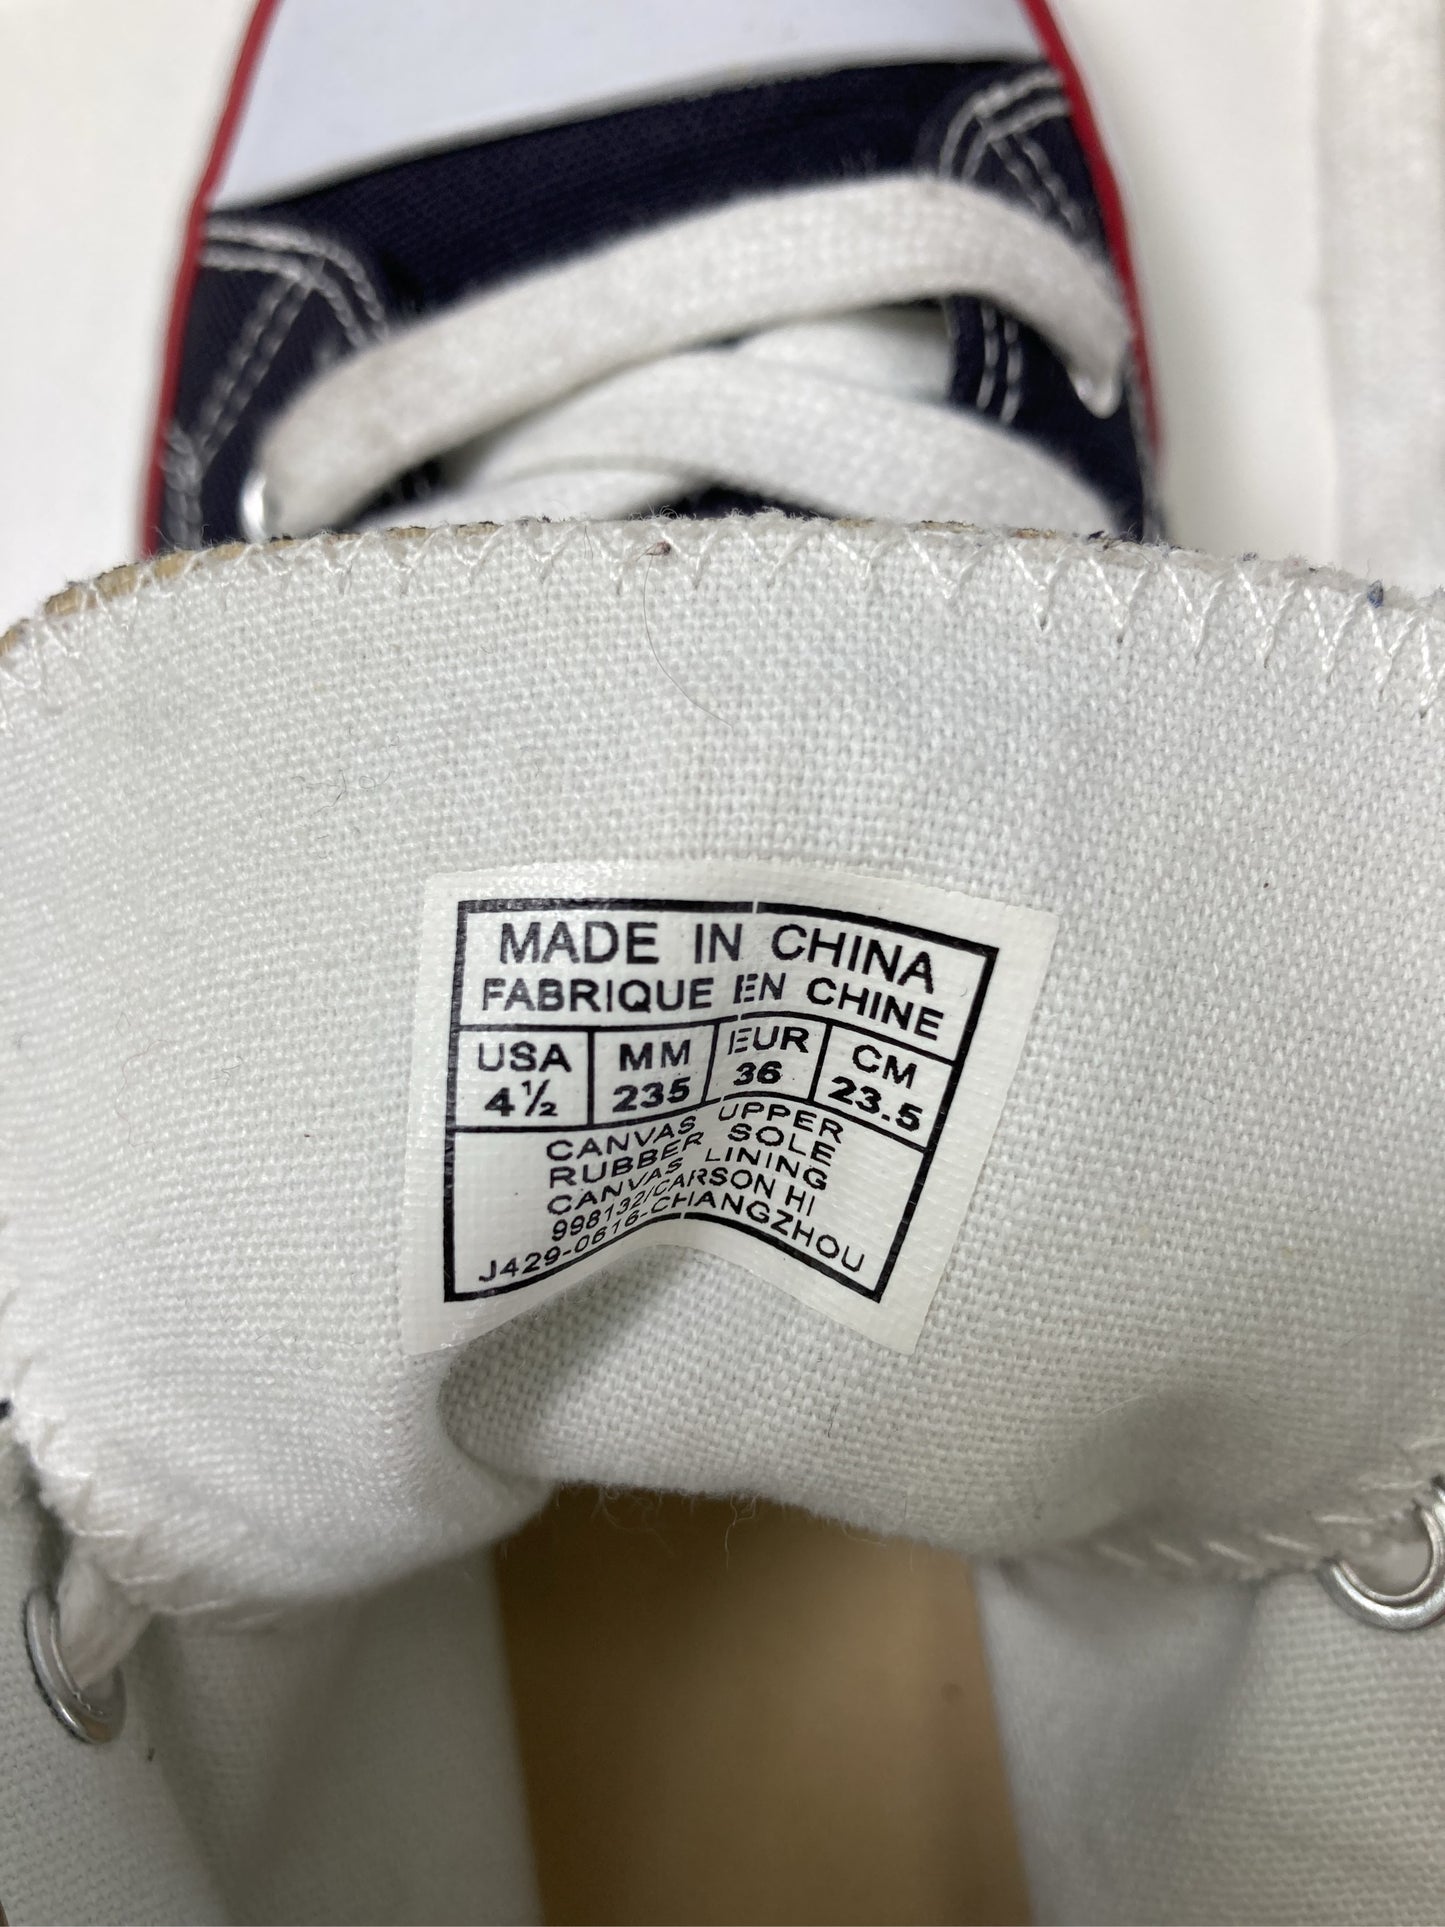 MADE IN CHINA
FABRIQUE EN CHINE
USA MM EUR CM
4½ 235 36 23.5
CANVAS UPPER
RUBBER SOLE
CANVAS LINING
998132/CARSON HI
J429-0616-CHANGZHOU